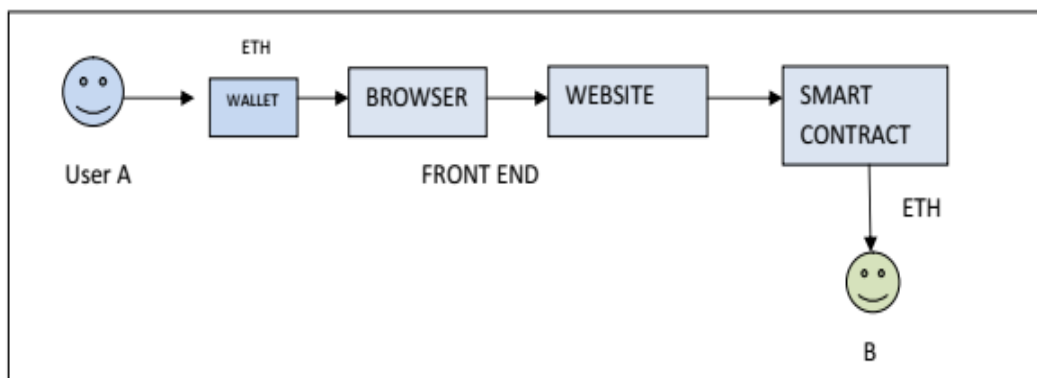 ETH
WALLET
BROWSER
WEBSITE
SMART
CONTRACT
User A
FRONT END
ETH
B